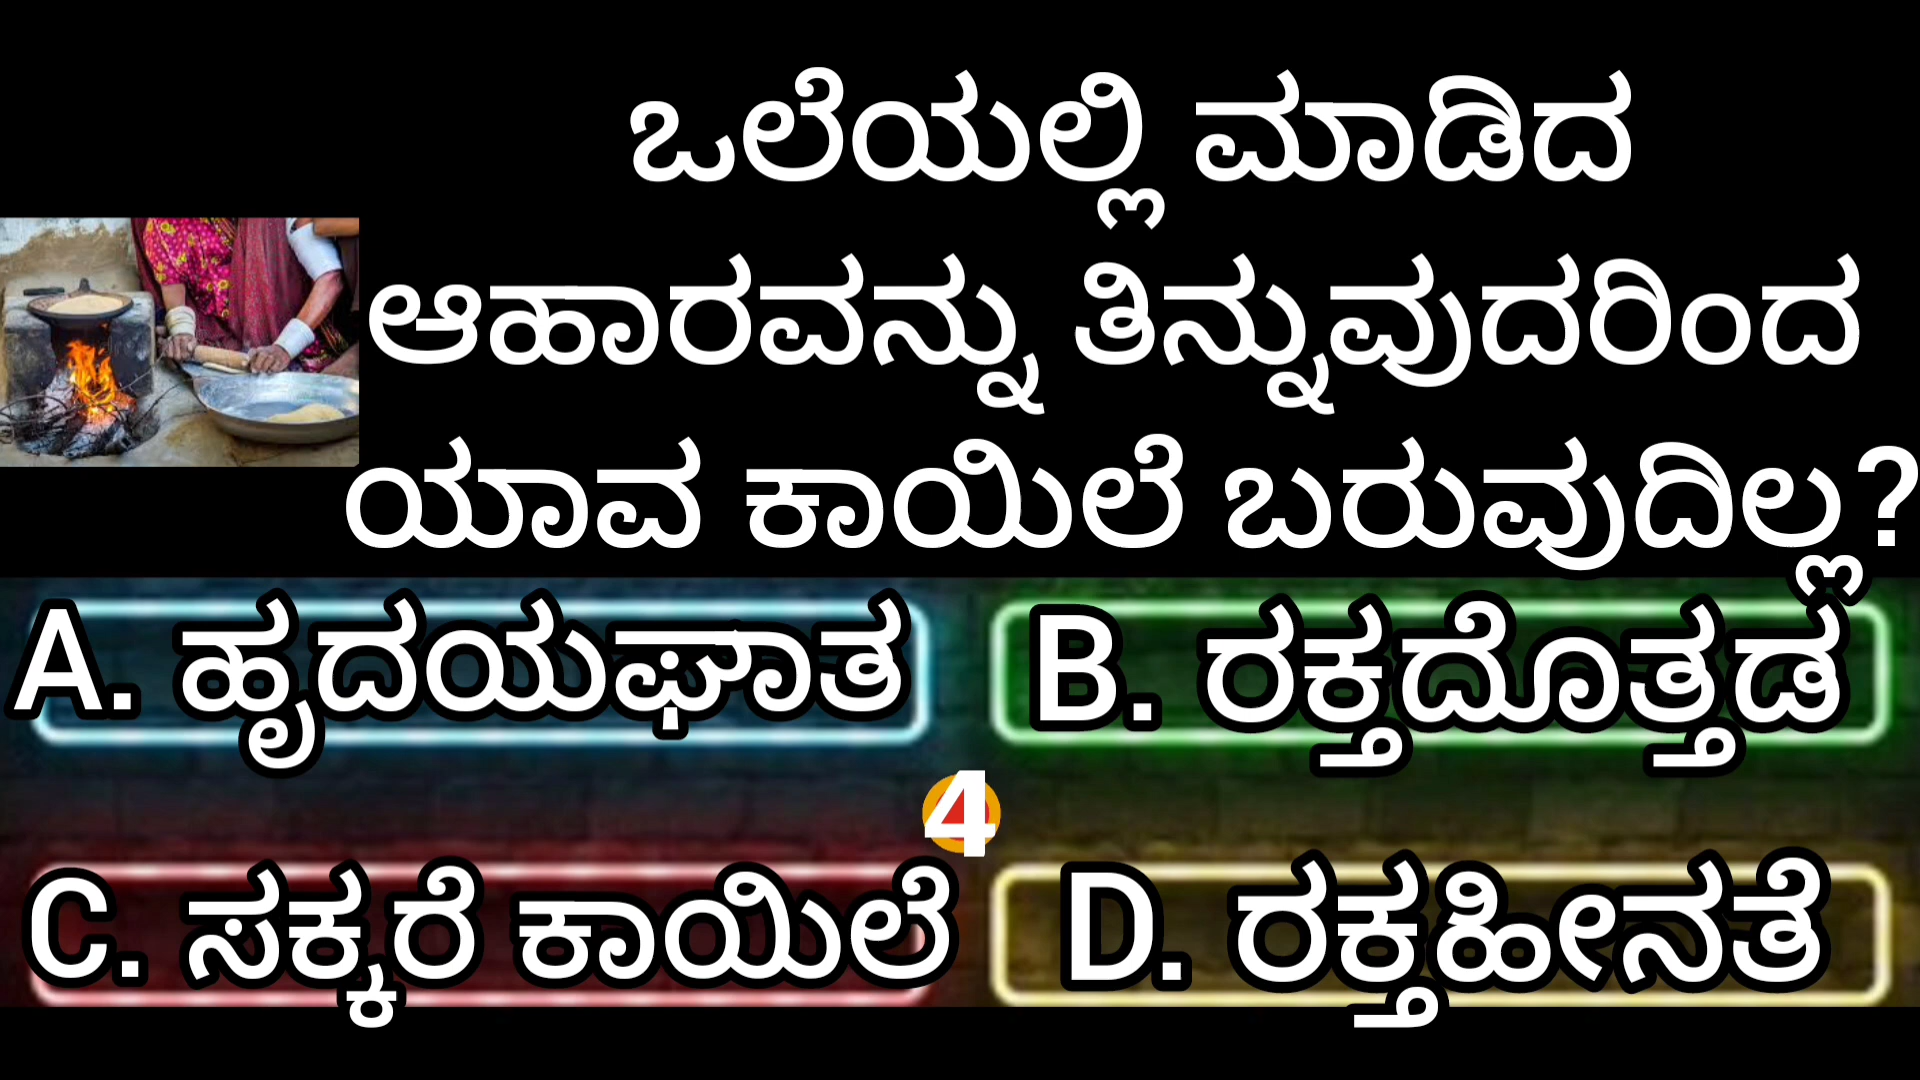 ಒಲೆಯಲ್ಲಿ ಮಾಡಿದ
ಆಹಾರವನ್ನು ತಿನ್ನುವುದರಿಂದ
ಯಾವ ಕಾಯಿಲೆ ಬರುವುದಿಲ್ಲ?
A. ಹೃದಯಘಾತ
B. ರಕ್ತದೊತ್ತಡ
4
C. ಸಕ್ಕರೆ ಕಾಯಿಲೆ
D. ರಕ್ತಹೀನತೆ